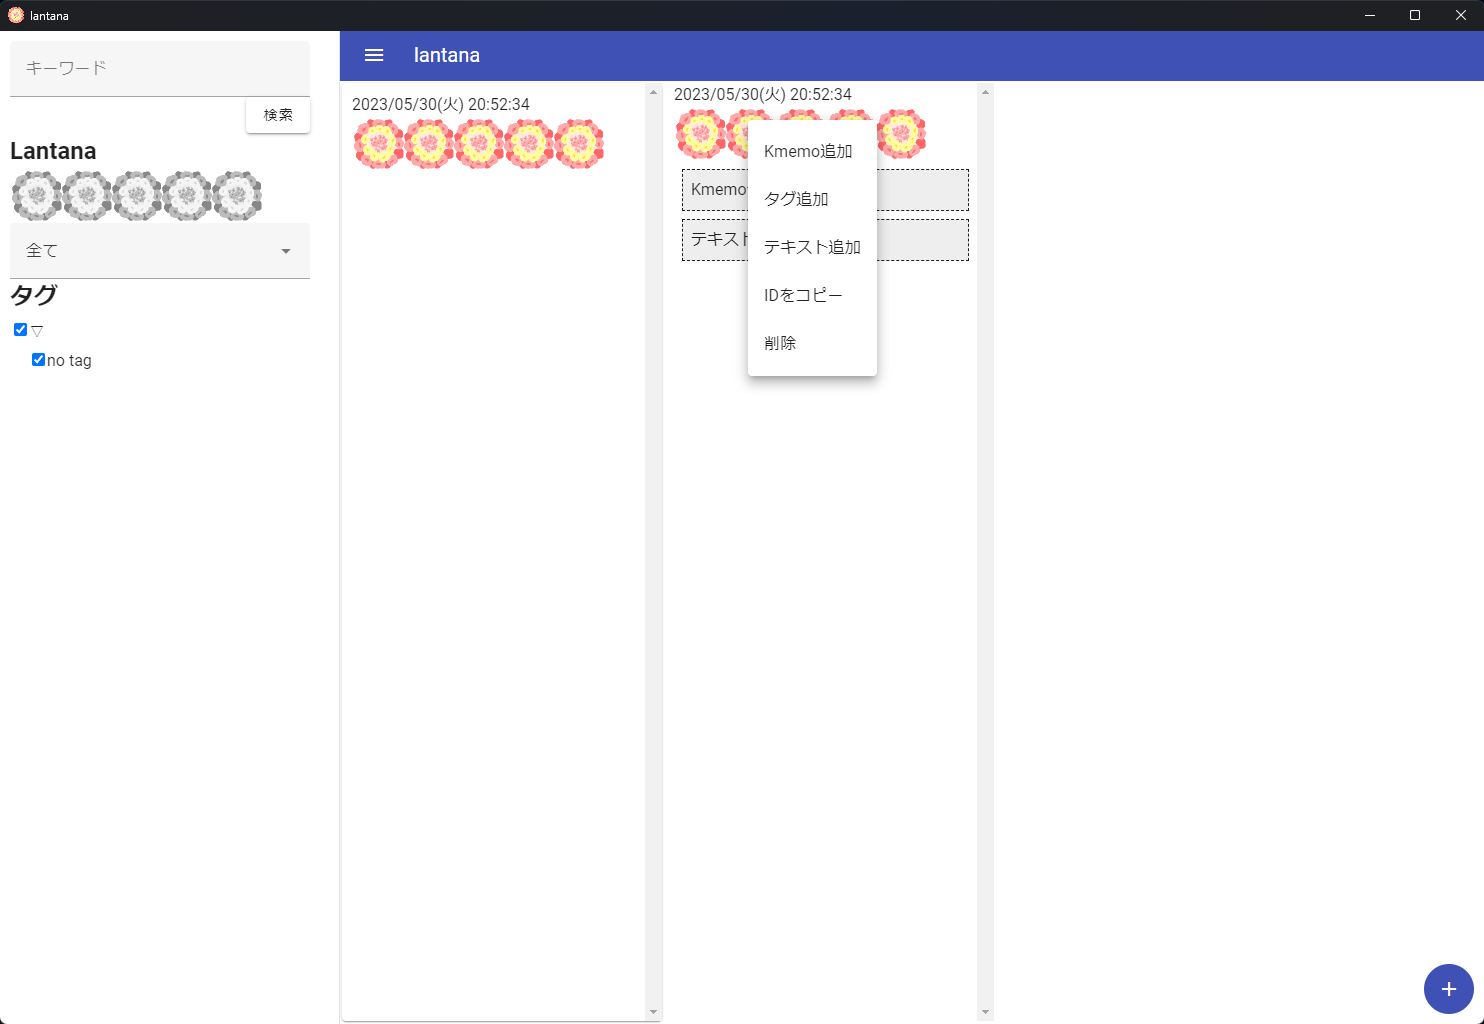 lantana
キーワード
検索
Lantana
全て
タグ
▽
no tag
lantana
2023/05/30(火) 20:52:34
2023/05/30(火) 20:52:34
Kmemo
テキスト
Kmemo追加
タグ追加
テキスト追加
IDをコピー
削除